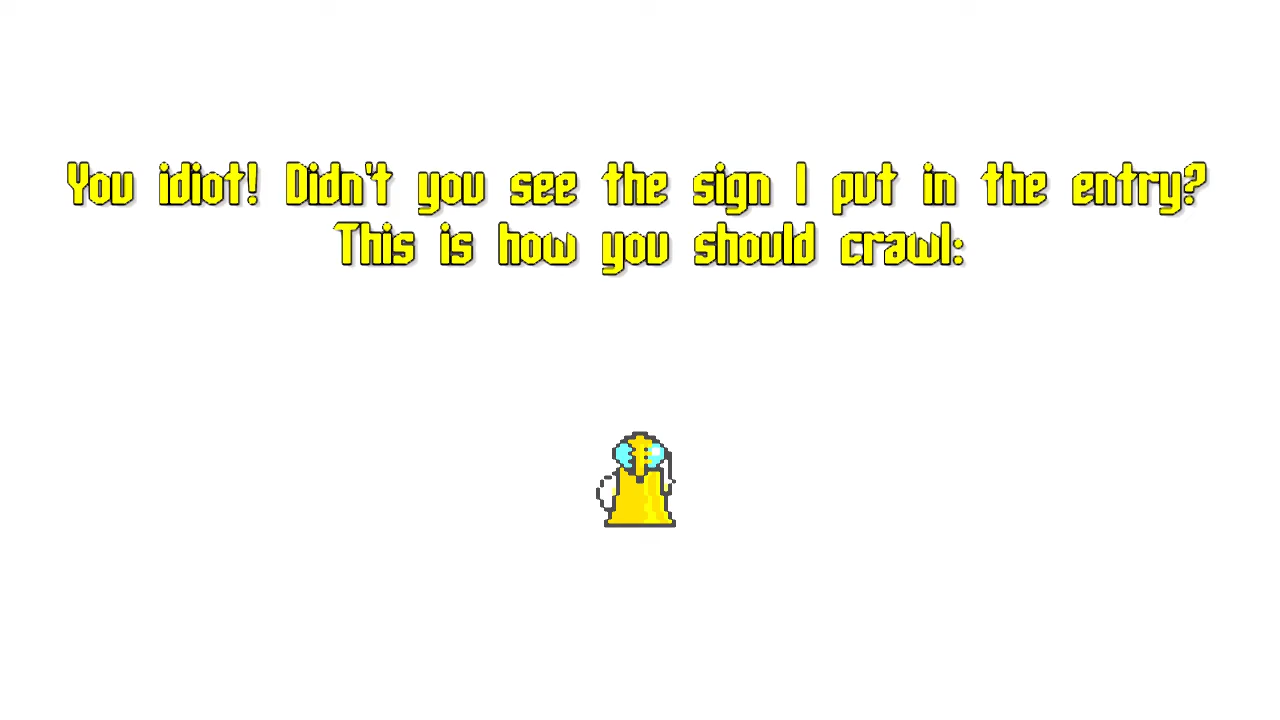 You idiot! Didn't you see the sign I put in the entry?
This is how you should crawl: